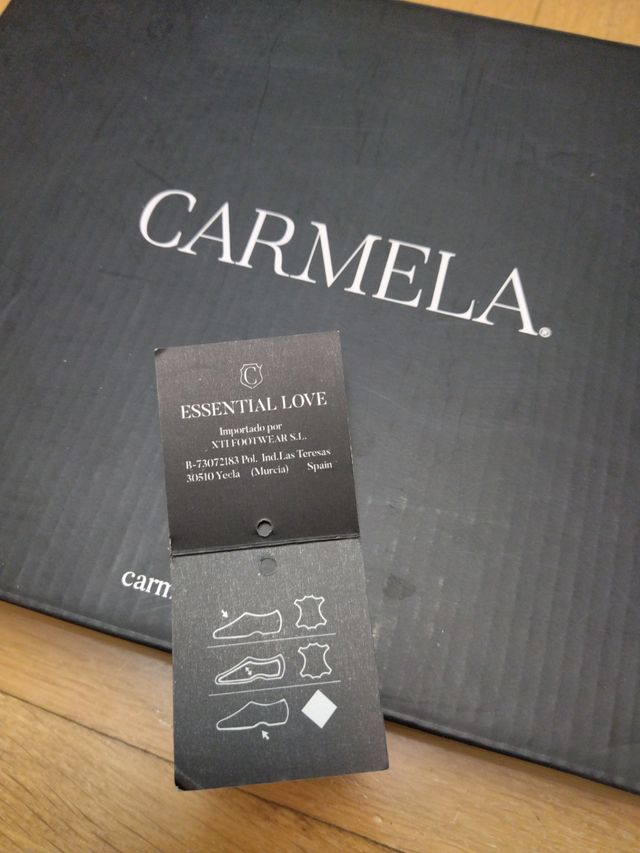 CARMELA®
C
ESSENTIAL LOVE
Importado por
XTI FOOTWEAR S.L.
B-73072183 Pol. Ind.Las Teresas
30510 Yecla (Murcia) Spain
carm